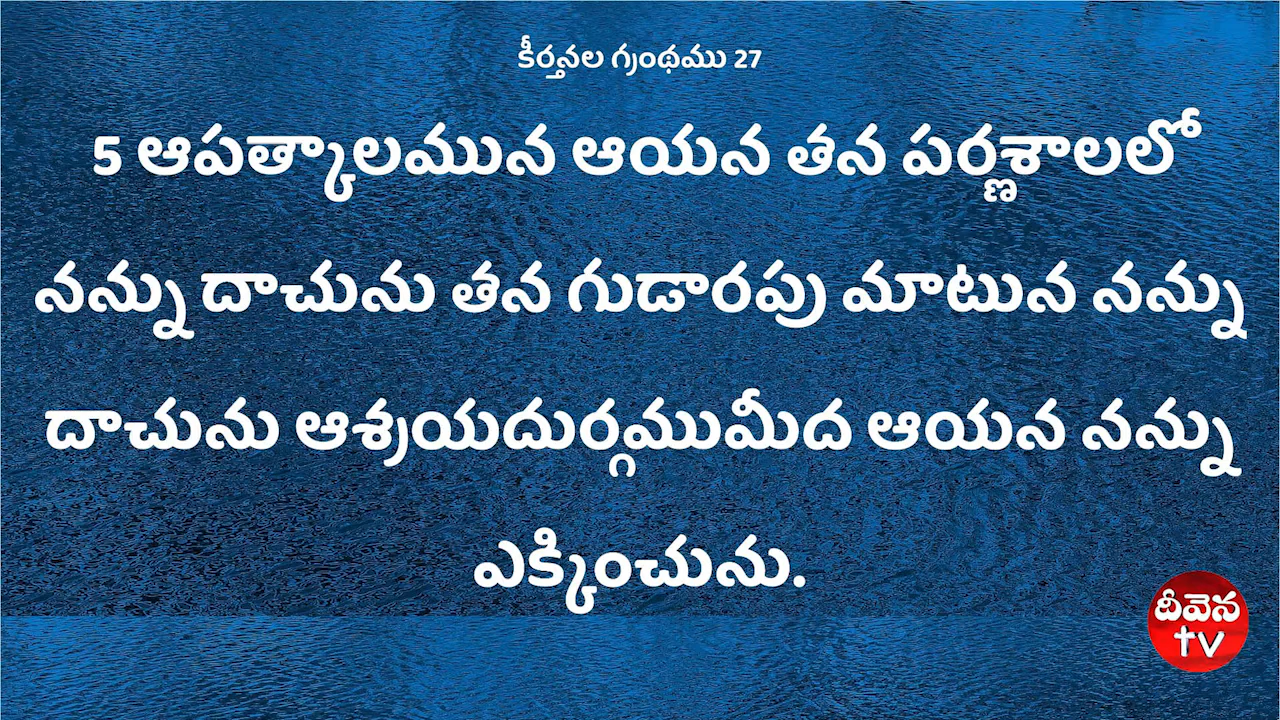 కీర్తనల గ్రంథము 27
5 ఆపత్కాలమున ఆయన తన పర్ణశాలలో
నన్ను దాచును తన గుడారపు మాటున నన్ను
దాచును ఆశ్రయదుర్గముమీద ఆయన నన్ను
ఎక్కించును.
దీవెన
tv